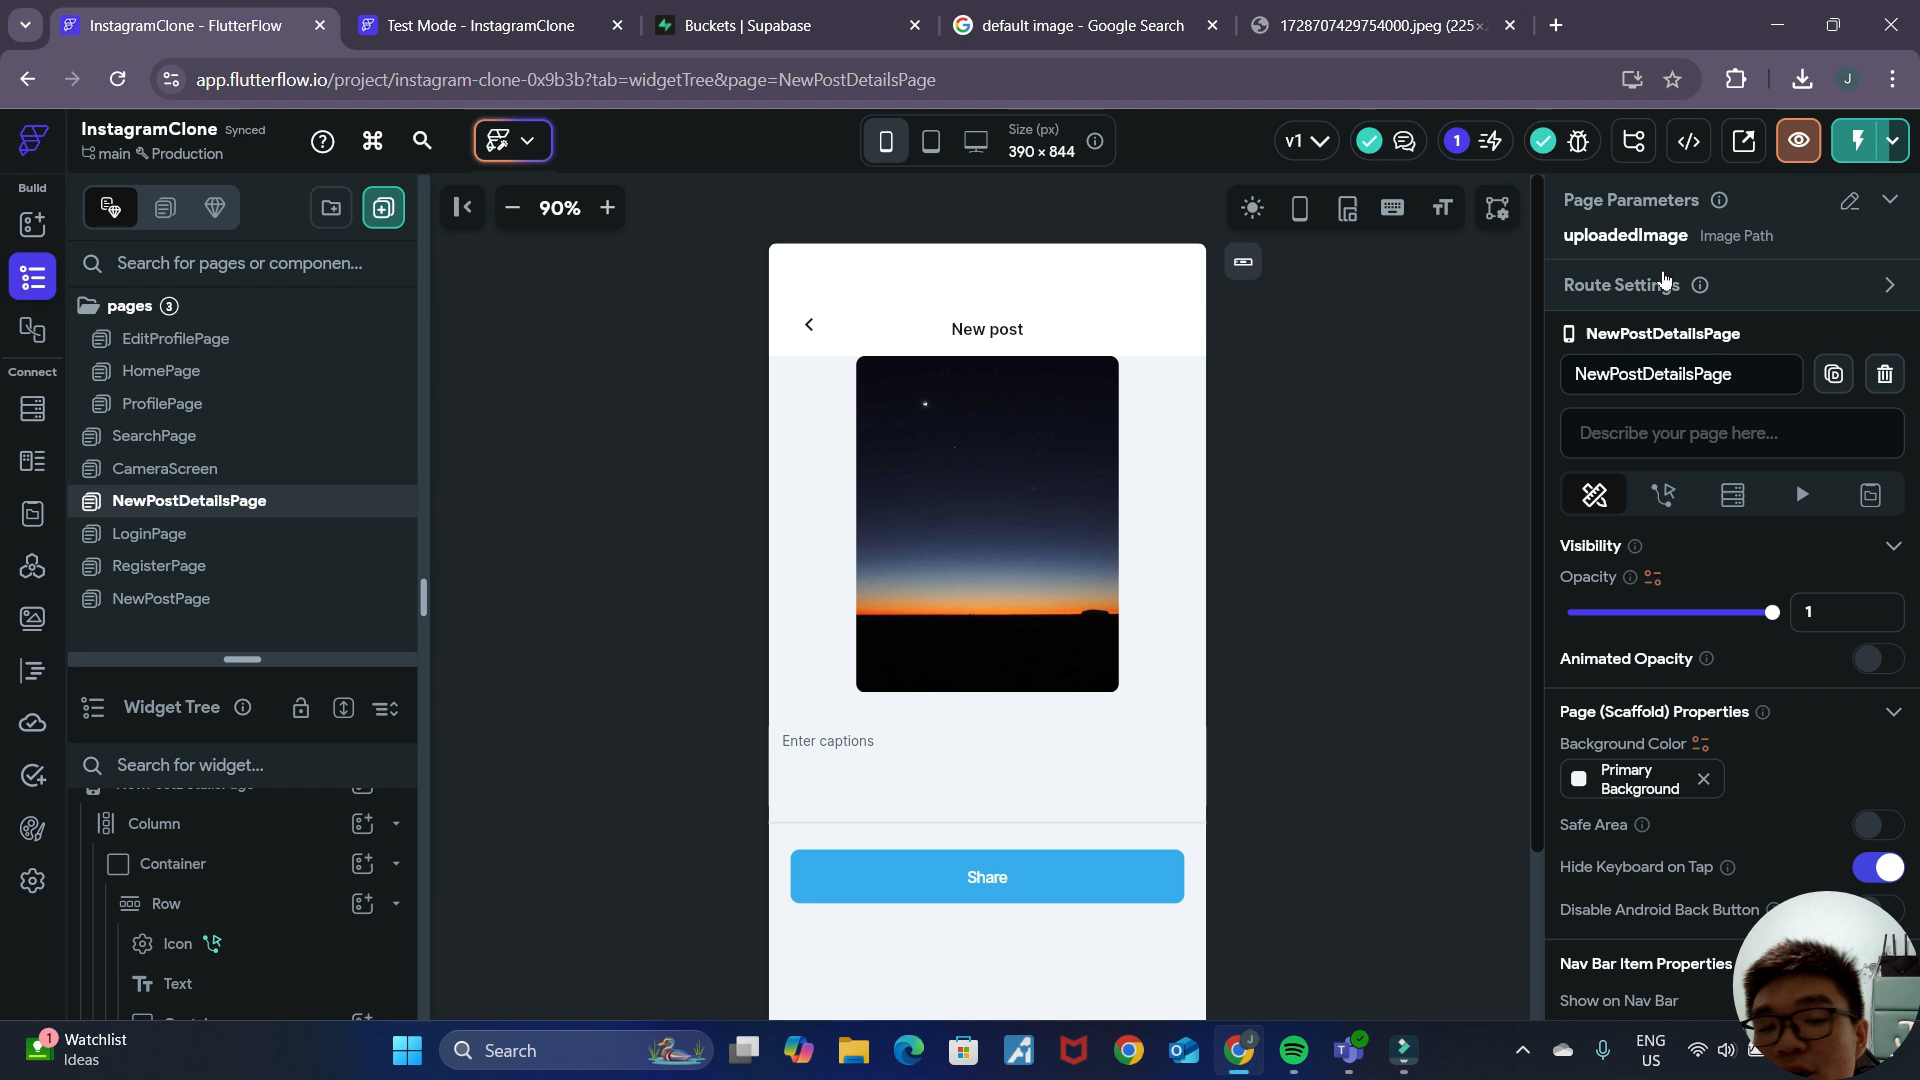 InstagramClone - FlutterFlow
Test Mode - InstagramClone
Buckets | Supabase
default image - Google Search
1728707429754000.jpeg (225×
app.flutterflow.io/project/instagram-clone-0x9b3b?tab=widgetTree&page=NewPostDetailsPage
J
InstagramClone Synced
main Production
Size (px)
390 × 844
v1
1
Build
Connect
90%
Search for pages or componen...
pages 3
EditProfilePage
HomePage
ProfilePage
SearchPage
CameraScreen
NewPostDetailsPage
LoginPage
RegisterPage
NewPostPage
Widget Tree
Search for widget...
Column
Container
Row
Icon
Text
New post
Enter captions
Share
Page Parameters
uploadedImage Image Path
Route Settings
NewPostDetailsPage
NewPostDetailsPage
Describe your page here...
Visibility
Opacity
1
Animated Opacity
Page (Scaffold) Properties
Background Color
Primary
Background
Safe Area
Hide Keyboard on Tap
Disable Android Back Button
Nav Bar Item Properties
Show on Nav Bar
1
Watchlist
Ideas
Search
ENG
US